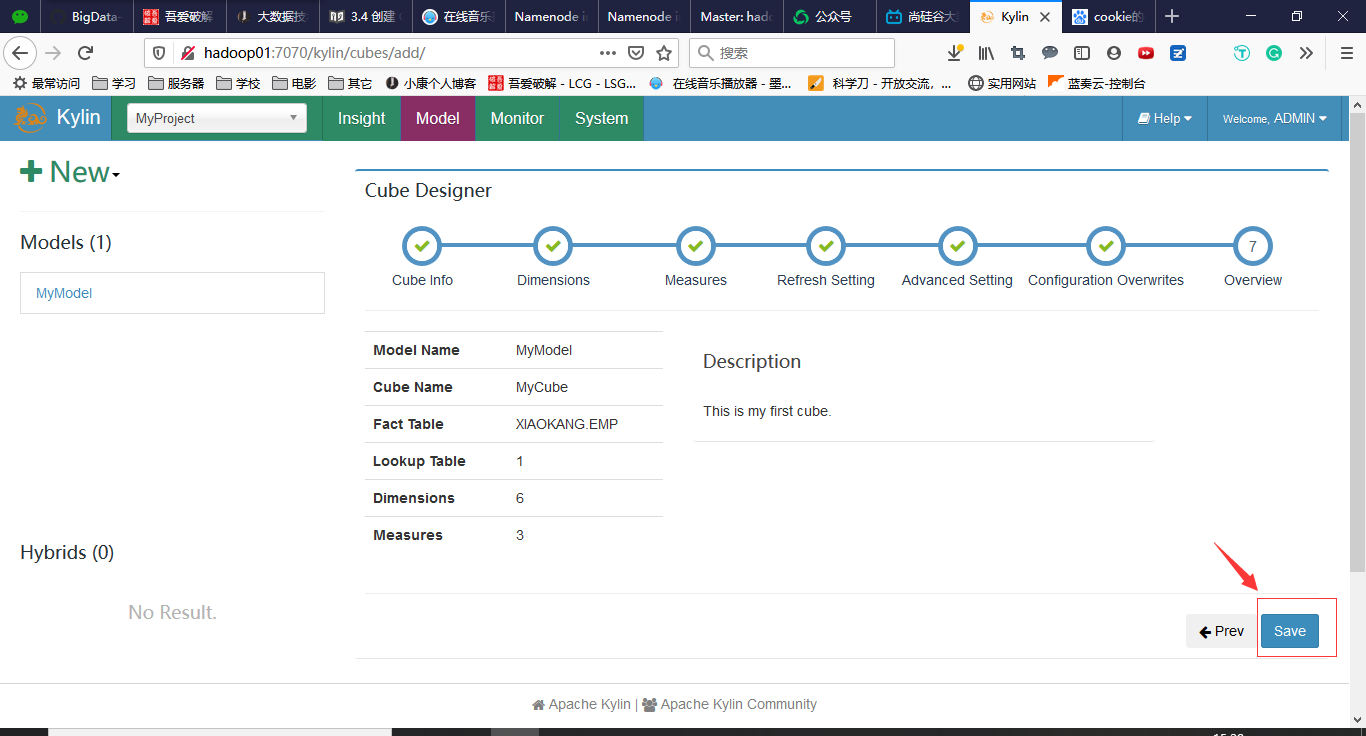 BigData- 吾爱破解 大数据技 3.4 创建 在线音乐 Namenode i Namenode i Master: had 公众号 尚硅谷大 Kylin cookie的
hadoop01:7070/kylin/cubes/add/ 搜索
最常访问 学习 服务器 学校 电影 其它 小康个人博客 吾爱破解 - LCG - LSG... 在线音乐播放器 - 墨... 科学刀 - 开放交流，... 实用网站 蓝奏云-控制台
Kylin MyProject Insight Model Monitor System Help Welcome, ADMIN
New
Cube Designer
Models (1)
MyModel
Cube Info Dimensions Measures Refresh Setting Advanced Setting Configuration Overwrites 7 Overview
Model Name MyModel
Cube Name MyCube
Fact Table XIAOKANG.EMP
Lookup Table 1
Dimensions 6
Measures 3
Description
This is my first cube.
Hybrids (0)
No Result.
Prev Save
Apache Kylin | Apache Kylin Community